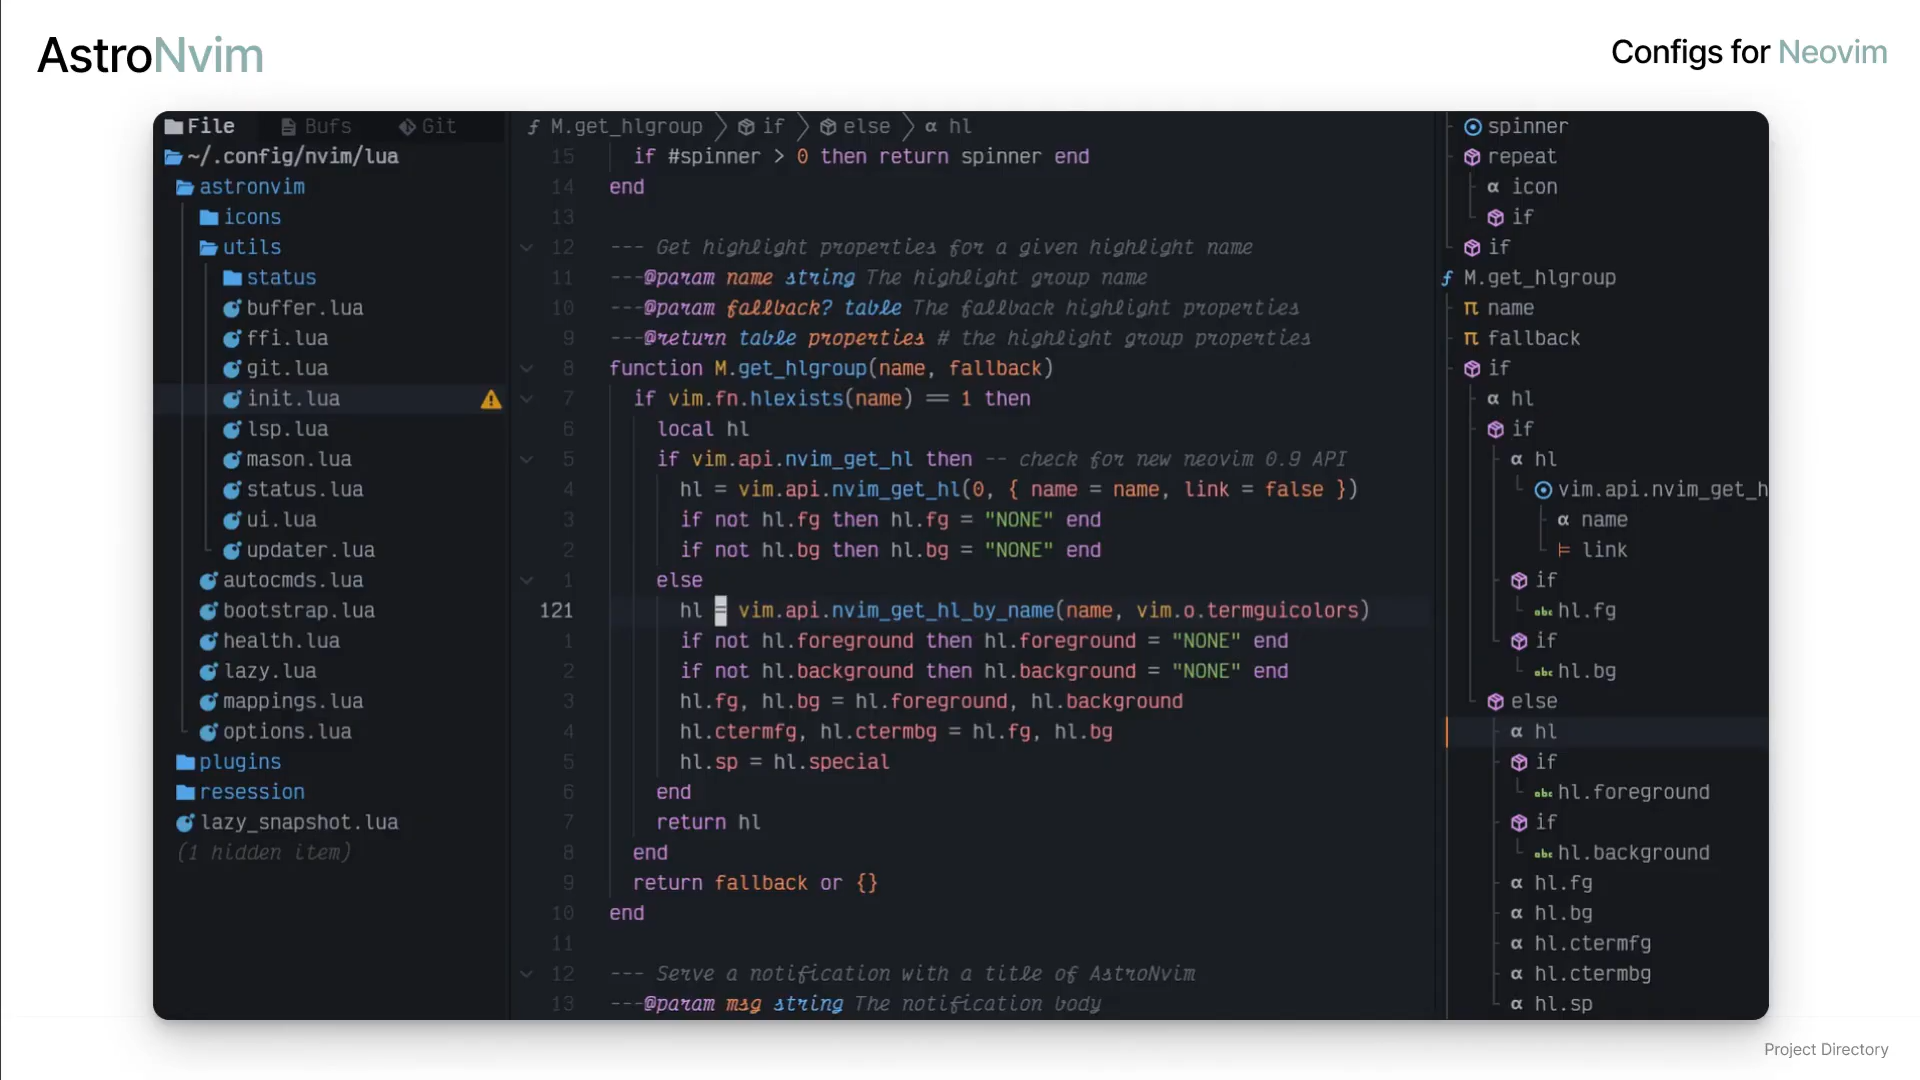 AstroNvim
Configs for Neovim
File Bufs Git
~/.config/nvim/lua
astronvim
icons
utils
status
buffer.lua
ffi.lua
git.lua
init.lua
lsp.lua
mason.lua
status.lua
ui.lua
updater.lua
autocmds.lua
bootstrap.lua
health.lua
lazy.lua
mappings.lua
options.lua
plugins
resession
lazy_snapshot.lua
(1 hidden item)
M.get_hlgroup if else α hl
15 if #spinner > 0 then return spinner end
14 end
13
12 --- Get highlight properties for a given highlight name
11 ---@param name string The highlight group name
10 ---@param fallback? table The fallback highlight properties
9 ---@return table properties # the highlight group properties
8 function M.get_hlgroup(name, fallback)
7 if vim.fn.hlexists(name) == 1 then
6 local hl
5 if vim.api.nvim_get_hl then -- check for new neovim 0.9 API
4 hl = vim.api.nvim_get_hl(0, { name = name, link = false })
3 if not hl.fg then hl.fg = "NONE" end
2 if not hl.bg then hl.bg = "NONE" end
1 else
121 hl = vim.api.nvim_get_hl_by_name(name, vim.o.termguicolors)
1 if not hl.foreground then hl.foreground = "NONE" end
2 if not hl.background then hl.background = "NONE" end
3 hl.fg, hl.bg = hl.foreground, hl.background
4 hl.ctermfg, hl.ctermbg = hl.fg, hl.bg
5 hl.sp = hl.special
6 end
7 return hl
8 end
9 return fallback or {}
10 end
11
12 --- Serve a notification with a title of AstroNvim
13 ---@param msg string The notification body
spinner
repeat
α icon
if
if
M.get_hlgroup
π name
π fallback
if
α hl
if
α hl
vim.api.nvim_get_h
α name
link
if
abc hl.fg
if
abc hl.bg
else
α hl
if
abc hl.foreground
if
abc hl.background
α hl.fg
α hl.bg
α hl.ctermfg
α hl.ctermbg
α hl.sp
Project Directory